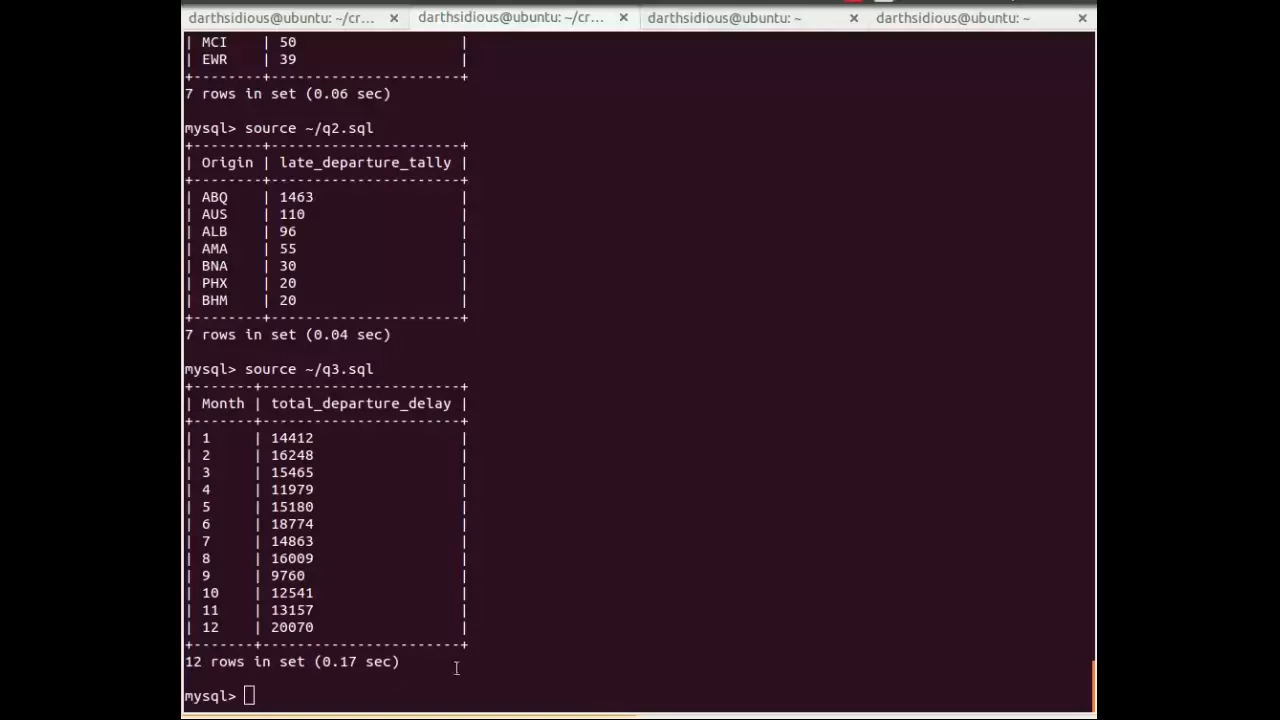 darthsidious@ubuntu: ~/cr... × darthsidious@ubuntu: ~/cr... × darthsidious@ubuntu: ~ × darthsidious@ubuntu: ~ ×
| MCI    | 50                   |
| EWR    | 39                   |
+--------+----------------------+
7 rows in set (0.06 sec)
mysql> source ~/q2.sql
+--------+----------------------+
| Origin | late_departure_tally |
+--------+----------------------+
| ABQ    | 1463                 |
| AUS    | 110                  |
| ALB    | 96                   |
| AMA    | 55                   |
| BNA    | 30                   |
| PHX    | 20                   |
| BHM    | 20                   |
+--------+----------------------+
7 rows in set (0.04 sec)
mysql> source ~/q3.sql
+-------+-----------------------+
| Month | total_departure_delay |
+-------+-----------------------+
| 1     | 14412                 |
| 2     | 16248                 |
| 3     | 15465                 |
| 4     | 11979                 |
| 5     | 15180                 |
| 6     | 18774                 |
| 7     | 14863                 |
| 8     | 16009                 |
| 9     | 9760                  |
| 10    | 12541                 |
| 11    | 13157                 |
| 12    | 20070                 |
+-------+-----------------------+
12 rows in set (0.17 sec)
mysql>